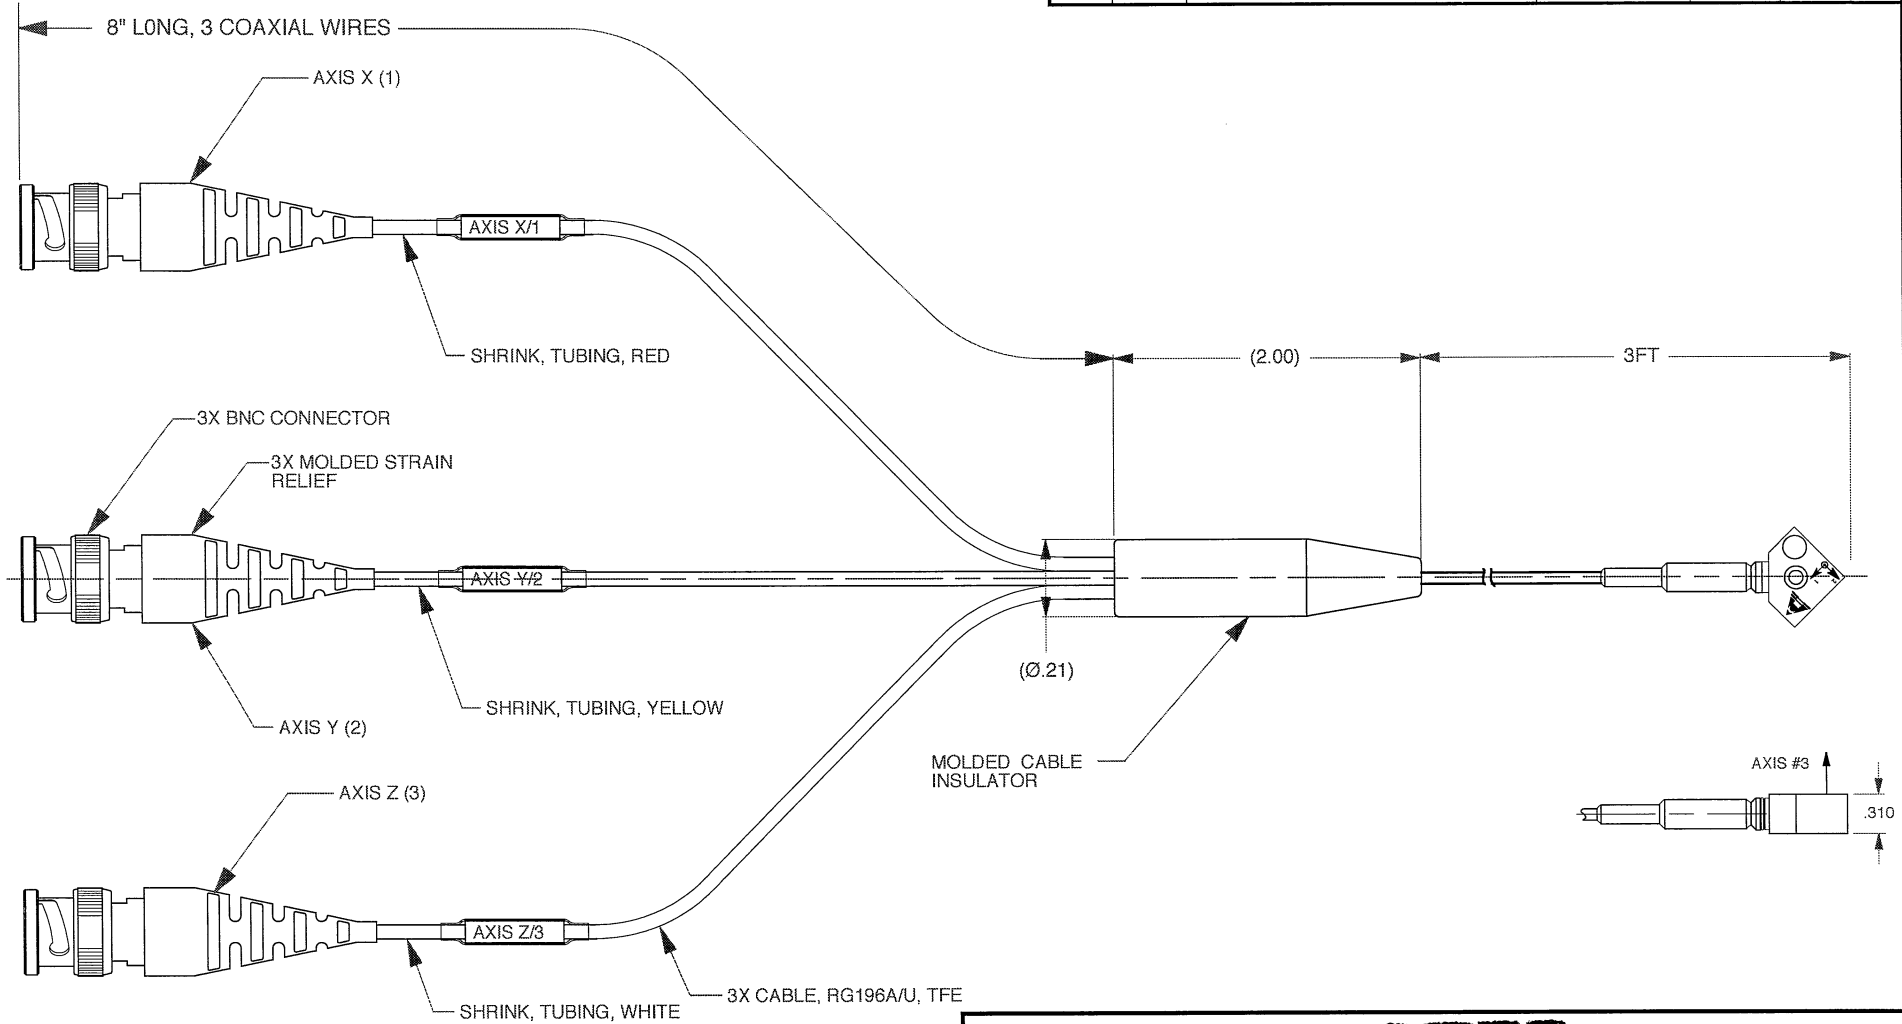 8" L0NG, 3 COAXIAL WIRES
AXIS X (1)
AXIS X/1
SHRINK, TUBING, RED
(2.00)
3FT
3X BNC CONNECTOR
3X MOLDED STRAIN
RELIEF
AXIS Y/2
(Ø.21)
SHRINK, TUBING, YELLOW
AXIS Y (2)
MOLDED CABLE
INSULATOR
AXIS #3
.310
AXIS Z (3)
AXIS Z/3
3X CABLE, RG196A/U, TFE
SHRINK, TUBING, WHITE